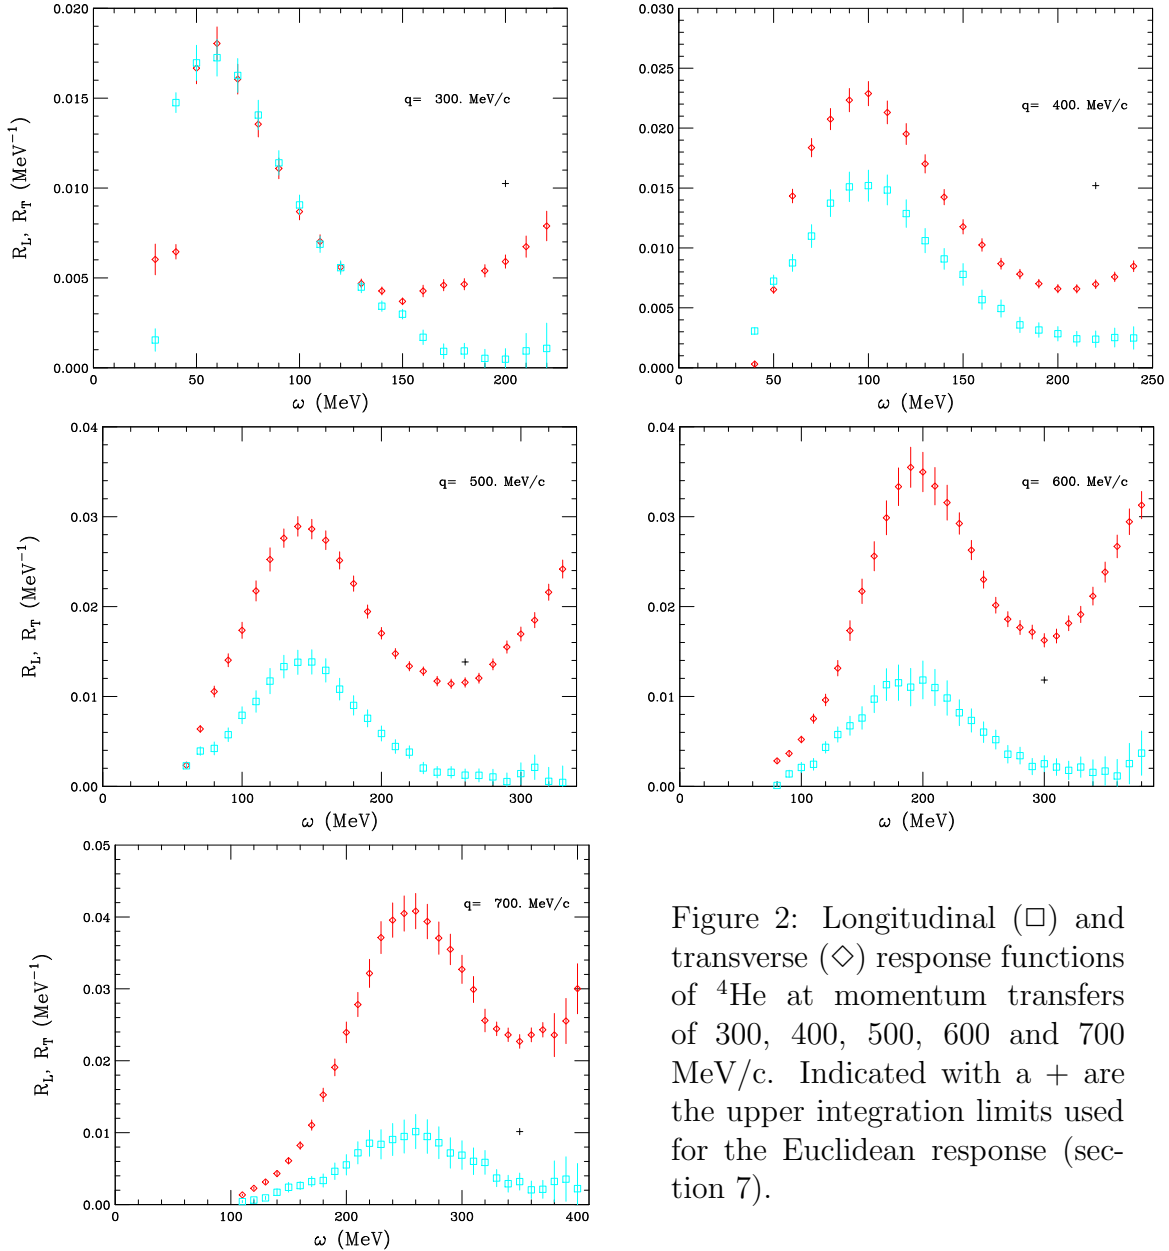 0.020
0.015
0.010
0.005
0.000
0
50
100
150
200
R_L, R_T (MeV⁻¹)
ω (MeV)
q= 300. MeV/c
+
0.030
0.025
0.020
0.015
0.010
0.005
0.000
0
50
100
150
200
250
ω (MeV)
q= 400. MeV/c
+
0.04
0.03
0.02
0.01
0.00
0
100
200
300
R_L, R_T (MeV⁻¹)
ω (MeV)
q= 500. MeV/c
+
0.04
0.03
0.02
0.01
0.00
0
100
200
300
ω (MeV)
q= 600. MeV/c
+
0.05
0.04
0.03
0.02
0.01
0.00
0
100
200
300
400
R_L, R_T (MeV⁻¹)
ω (MeV)
q= 700. MeV/c
+
Figure 2: Longitudinal (□) and
transverse (◇) response functions
of ⁴He at momentum transfers
of 300, 400, 500, 600 and 700
MeV/c. Indicated with a + are
the upper integration limits used
for the Euclidean response (sec-
tion 7).